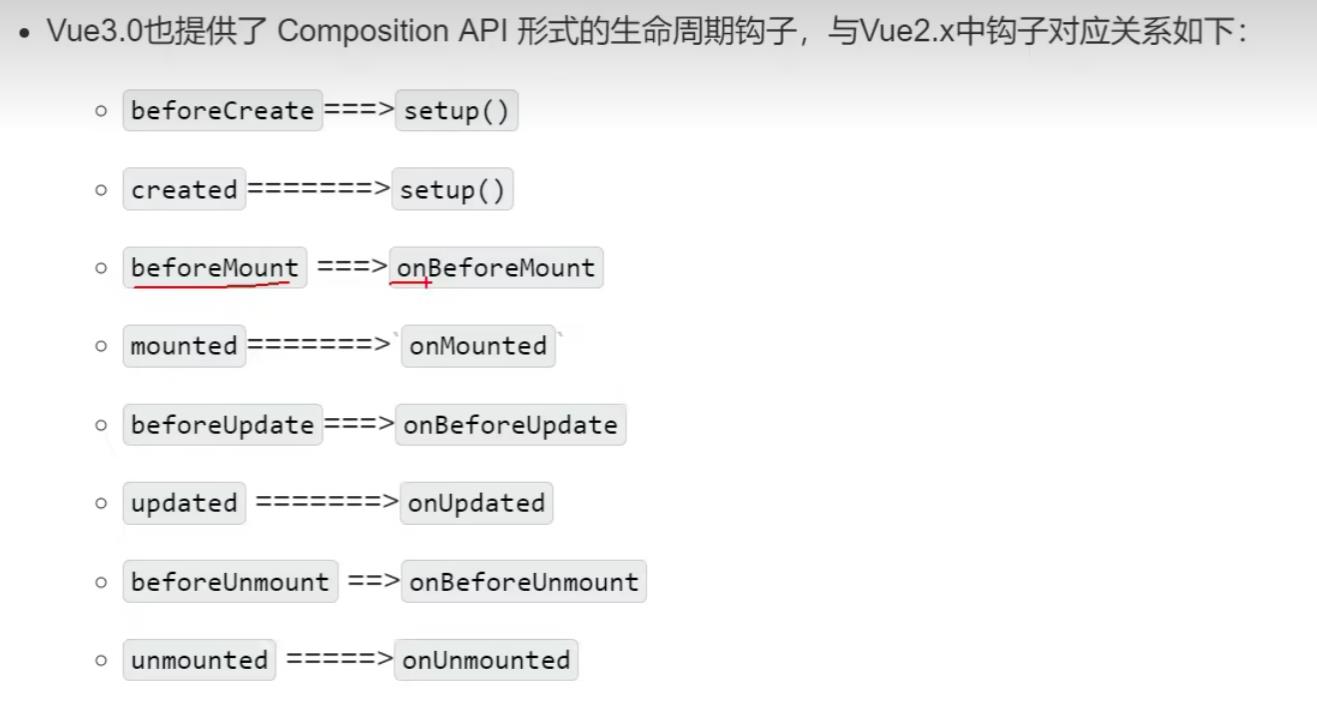 • Vue3.0也提供了 Composition API 形式的生命周期钩子，与Vue2.x中钩子对应关系如下：
○ beforeCreate===>setup()
○ created=======>setup()
○ beforeMount ===>onBeforeMount
○ mounted=======>`onMounted`
○ beforeUpdate===>onBeforeUpdate
○ updated =======>onUpdated
○ beforeUnmount ==>onBeforeUnmount
○ unmounted =====>onUnmounted